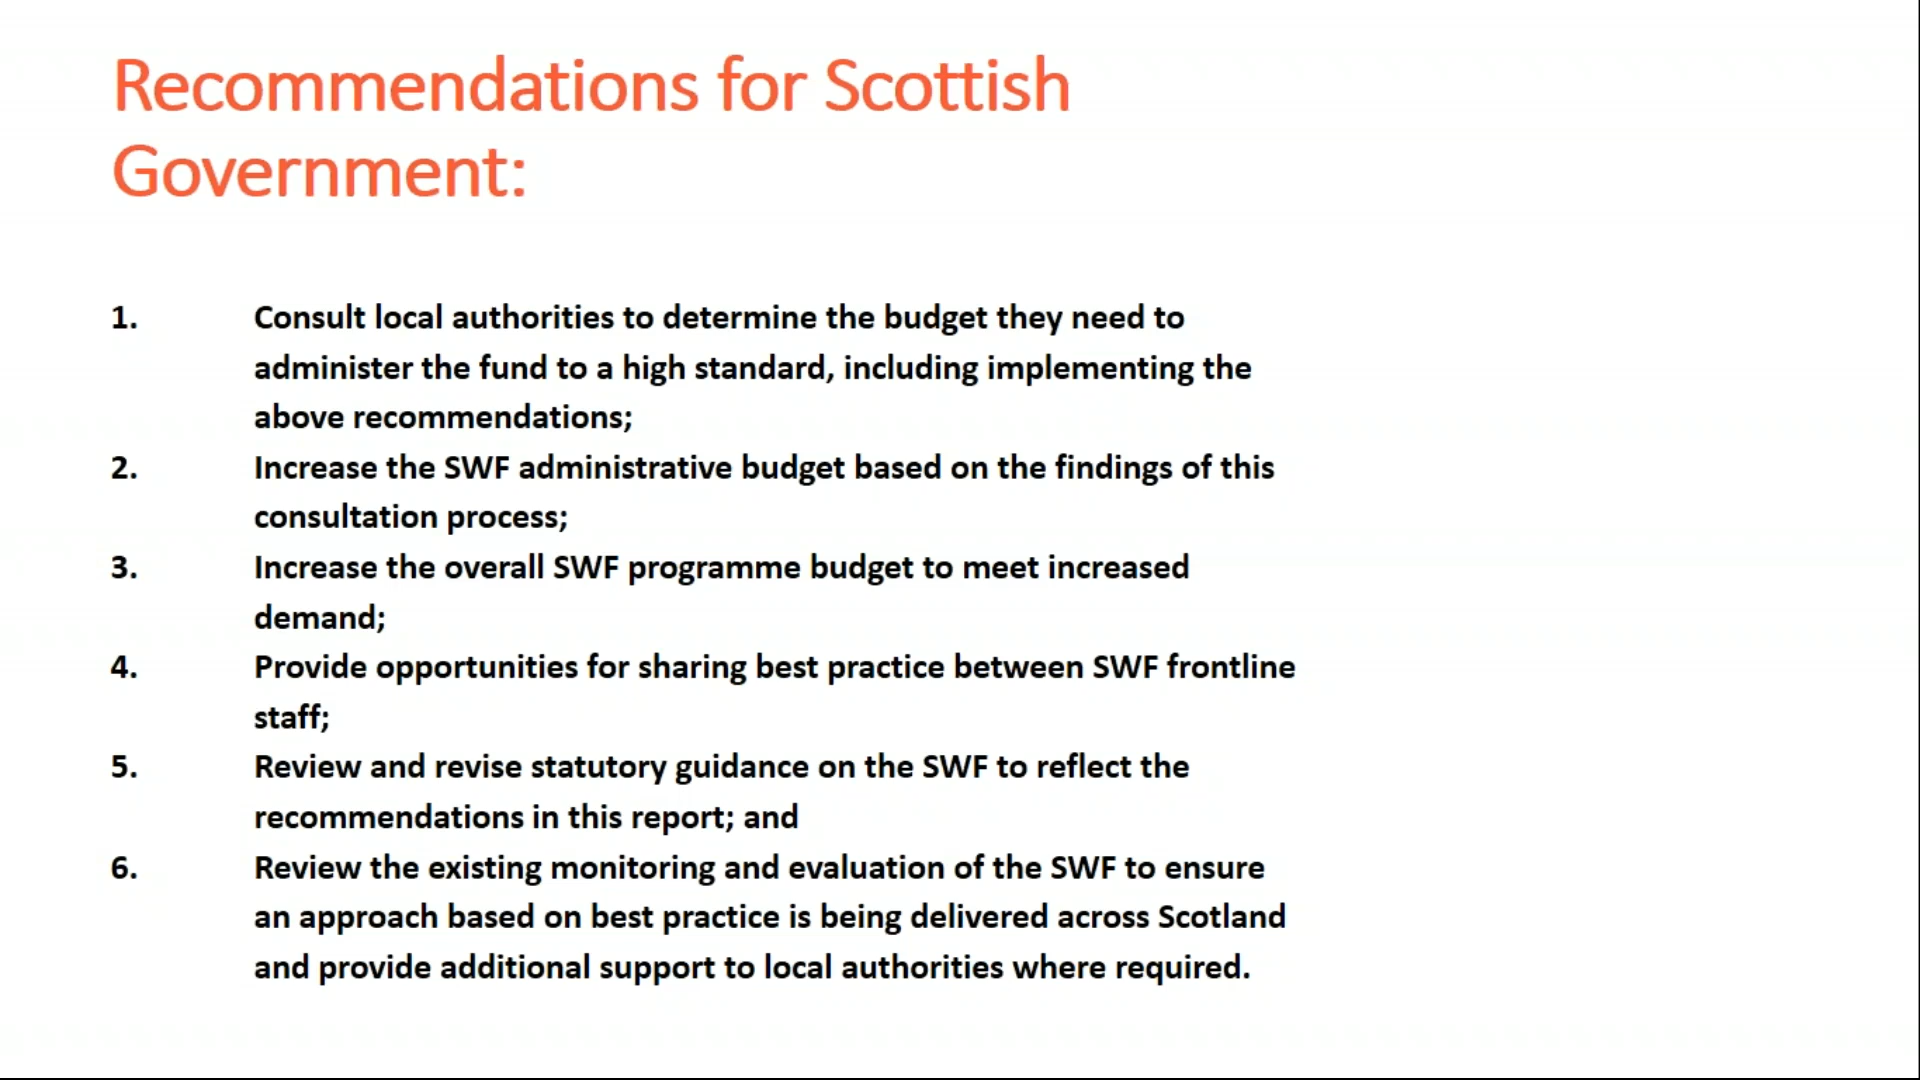 Recommendations for Scottish
Government:
1. Consult local authorities to determine the budget they need to
administer the fund to a high standard, including implementing the
above recommendations;
2. Increase the SWF administrative budget based on the findings of this
consultation process;
3. Increase the overall SWF programme budget to meet increased
demand;
4. Provide opportunities for sharing best practice between SWF frontline
staff;
5. Review and revise statutory guidance on the SWF to reflect the
recommendations in this report; and
6. Review the existing monitoring and evaluation of the SWF to ensure
an approach based on best practice is being delivered across Scotland
and provide additional support to local authorities where required.